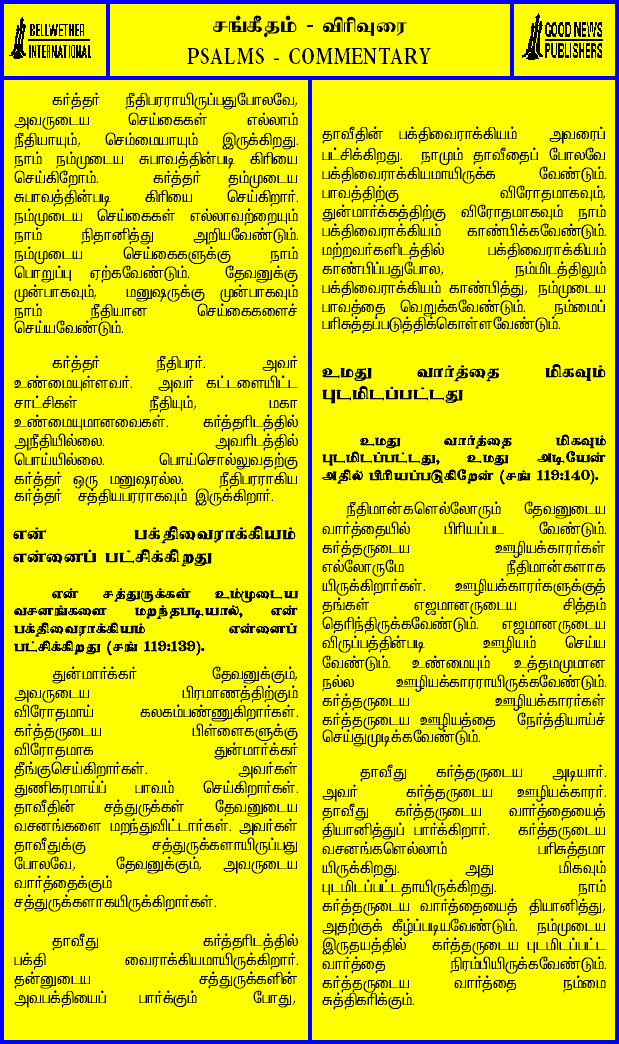 BELLWETHER
INTERNATIONAL
சங்கீதம் - விரிவுரை
PSALMS - COMMENTARY
GOOD NEWS
PUBLISHERS
கர்த்தர் நீதிபரராயிருப்பதுபோலவே,
அவருடைய செய்கைகள் எல்லாம்
நீதியாயும், செம்மையாயும் இருக்கிறது.
நாம் நம்முடைய சுபாவத்தின்படி கிரியை
செய்கிறோம். கர்த்தர் தம்முடைய
சுபாவத்தின்படி கிரியை செய்கிறார்.
நம்முடைய செய்கைகள் எல்லாவற்றையும்
நாம் நிதானித்து அறியவேண்டும்.
நம்முடைய செய்கைகளுக்கு நாம்
பொறுப்பு ஏற்கவேண்டும். தேவனுக்கு
முன்பாகவும், மனுஷருக்கு முன்பாகவும்
நாம் நீதியான செய்கைகளைச்
செய்யவேண்டும்.
கர்த்தர் நீதிபரர். அவர்
உண்மையுள்ளவர். அவர் கட்டளையிட்ட
சாட்சிகள் நீதியும், மகா
உண்மையுமானவைகள். கர்த்தரிடத்தில்
அநீதியில்லை. அவரிடத்தில்
பொய்யில்லை. பொய்சொல்லுவதற்கு
கர்த்தர் ஒரு மனுஷரல்ல. நீதிபரராகிய
கர்த்தர் சத்தியபரராகவும் இருக்கிறார்.
என் பக்திவைராக்கியம்
என்னைப் பட்சிக்கிறது
என் சத்துருக்கள் உம்முடைய
வசனங்களை மறந்தபடியால், என்
பக்திவைராக்கியம் என்னைப்
பட்சிக்கிறது (சங் 119:139).
துன்மார்க்கர் தேவனுக்கும்,
அவருடைய பிரமாணத்திற்கும்
விரோதமாய் கலகம்பண்ணுகிறார்கள்.
கர்த்தருடைய பிள்ளைகளுக்கு
விரோதமாக துன்மார்க்கர்
தீங்குசெய்கிறார்கள். அவர்கள்
துணிகரமாய்ப் பாவம் செய்கிறார்கள்.
தாவீதின் சத்துருக்கள் தேவனுடைய
வசனங்களை மறந்துவிட்டார்கள். அவர்கள்
தாவீதுக்கு சத்துருக்களாயிருப்பது
போலவே, தேவனுக்கும், அவருடைய
வார்த்தைக்கும்
சத்துருக்களாகயிருக்கிறார்கள்.
தாவீது கர்த்தரிடத்தில்
பக்தி வைராக்கியமாயிருக்கிறார்.
தன்னுடைய சத்துருக்களின்
அவபக்தியைப் பார்க்கும் போது,
தாவீதின் பக்திவைராக்கியம் அவரைப்
பட்சிக்கிறது. நாமும் தாவீதைப் போலவே
பக்திவைராக்கியமாயிருக்க வேண்டும்.
பாவத்திற்கு விரோதமாகவும்,
துன்மார்க்கத்திற்கு விரோதமாகவும் நாம்
பக்திவைராக்கியம் காண்பிக்கவேண்டும்.
மற்றவர்களிடத்தில் பக்திவைராக்கியம்
காண்பிப்பதுபோல, நம்மிடத்திலும்
பக்திவைராக்கியம் காண்பித்து, நம்முடைய
பாவத்தை வெறுக்கவேண்டும். நம்மைப்
பரிசுத்தப்படுத்திக்கொள்ளவேண்டும்.
உமது வார்த்தை மிகவும்
புடமிடப்பட்டது
உமது வார்த்தை மிகவும்
புடமிடப்பட்டது, உமது அடியேன்
அதில் பிரியப்படுகிறேன் (சங் 119:140).
நீதிமான்களெல்லோரும் தேவனுடைய
வார்த்தையில் பிரியப்பட வேண்டும்.
கர்த்தருடைய ஊழியக்காரர்கள்
எல்லோருமே நீதிமான்களாக
யிருக்கிறார்கள். ஊழியக்காரர்களுக்குத்
தங்கள் எஜமானருடைய சித்தம்
தெரிந்திருக்கவேண்டும். எஜமானருடைய
விருப்பத்தின்படி ஊழியம் செய்ய
வேண்டும். உண்மையும் உத்தமமுமான
நல்ல ஊழியக்காரராயிருக்கவேண்டும்.
கர்த்தருடைய ஊழியக்காரர்கள்
கர்த்தருடைய ஊழியத்தை நேர்த்தியாய்ச்
செய்துமுடிக்கவேண்டும்.
தாவீது கர்த்தருடைய அடியார்.
அவர் கர்த்தருடைய ஊழியக்காரர்.
தாவீது கர்த்தருடைய வார்த்தையைத்
தியானித்துப் பார்க்கிறார். கர்த்தருடைய
வசனங்களெல்லாம் பரிசுத்தமா
யிருக்கிறது. அது மிகவும்
புடமிடப்பட்டதாயிருக்கிறது. நாம்
கர்த்தருடைய வார்த்தையைத் தியானித்து,
அதற்குக் கீழ்ப்படியவேண்டும். நம்முடைய
இருதயத்தில் கர்த்தருடைய புடமிடப்பட்ட
வார்த்தை நிரம்பியிருக்கவேண்டும்.
கர்த்தருடைய வார்த்தை நம்மை
சுத்திகரிக்கும்.